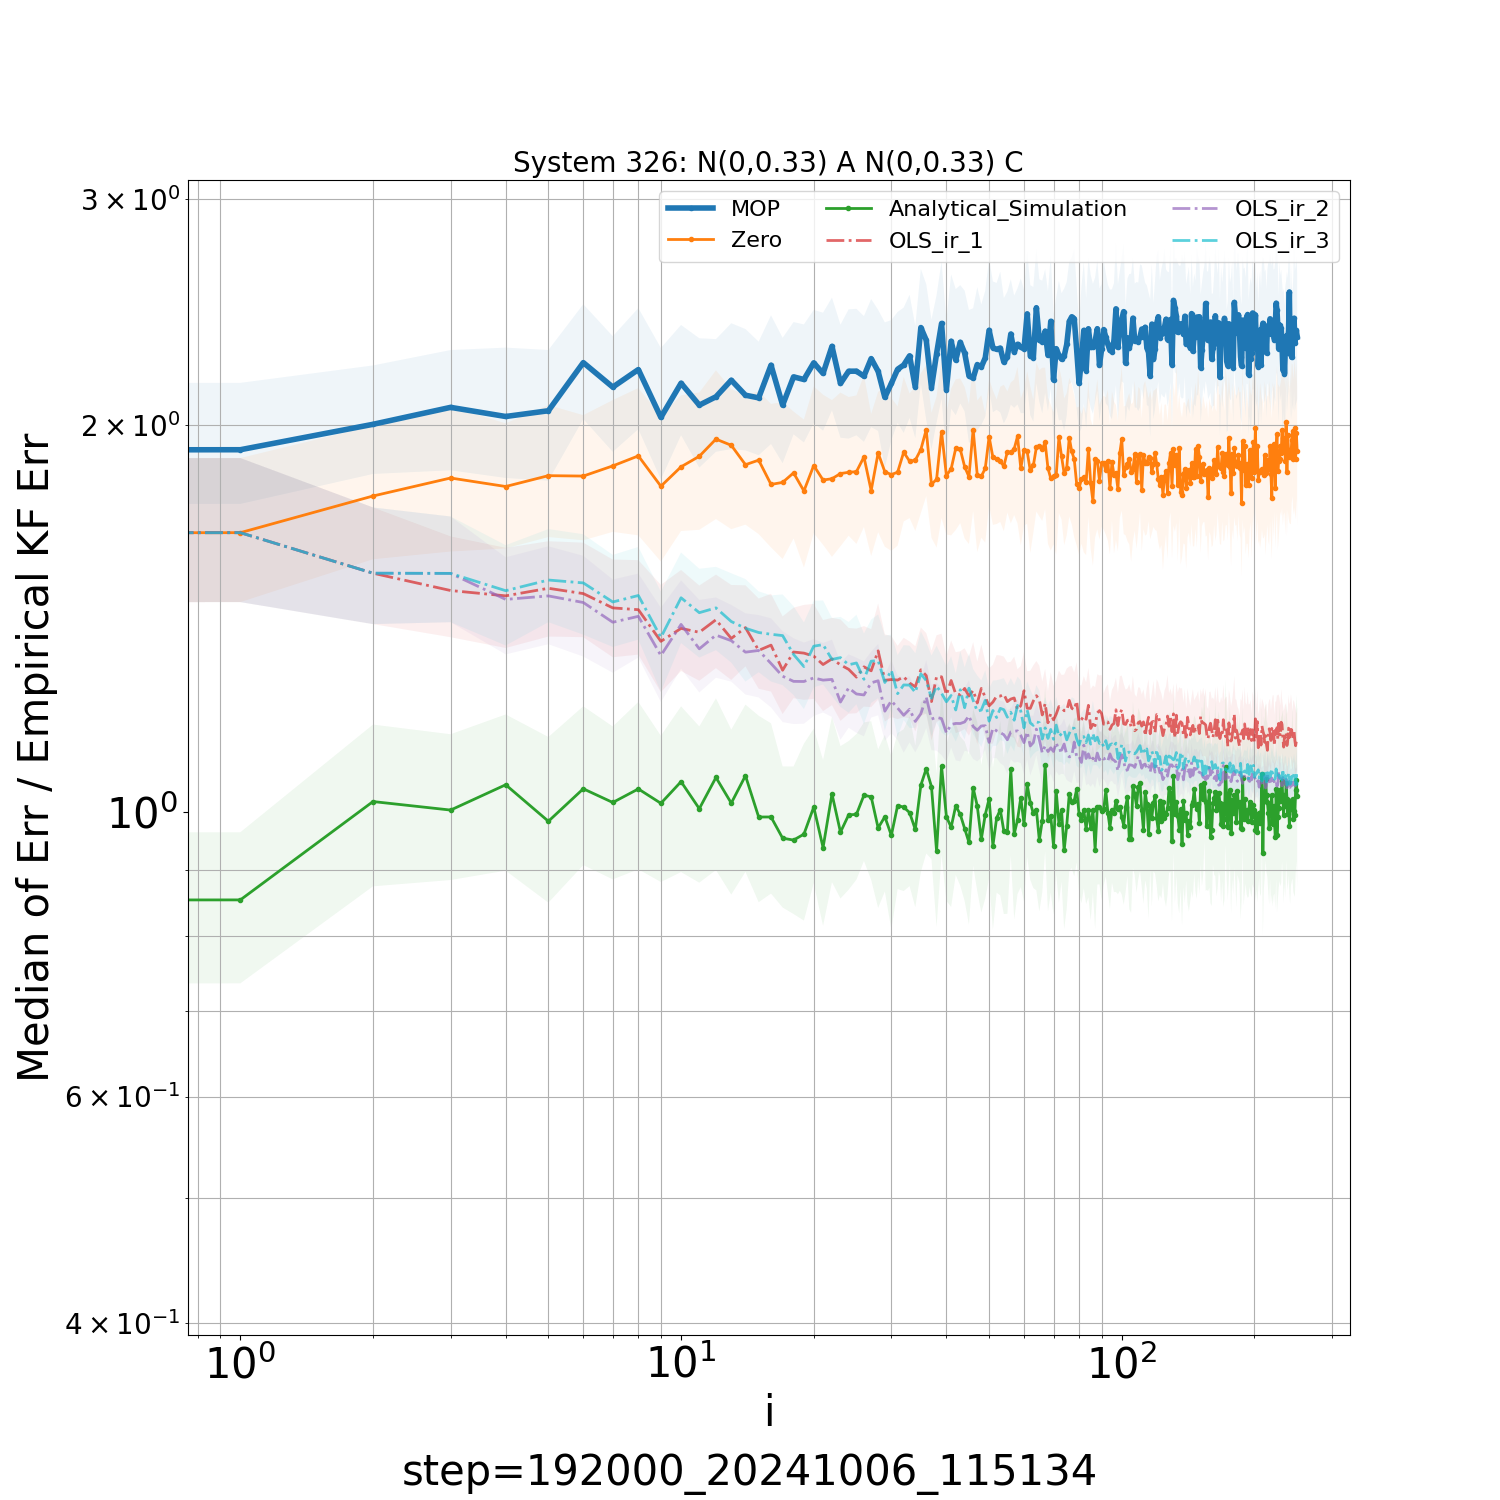 System 326: N(0,0.33) A N(0,0.33) C
MOP
Zero
Analytical_Simulation
OLS_ir_1
OLS_ir_2
OLS_ir_3
Median of Err / Empirical KF Err
3 × 10⁰
2 × 10⁰
10⁰
6 × 10⁻¹
4 × 10⁻¹
10⁰ 10¹ 10²
i
step=192000_20241006_115134